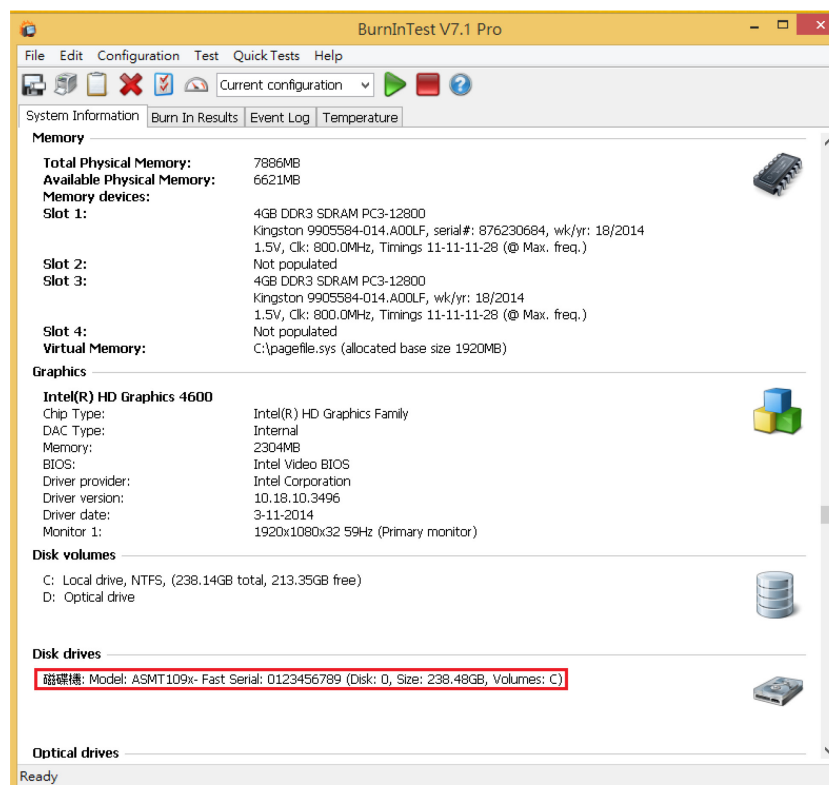 BurnInTest V7.1 Pro
File Edit Configuration Test Quick Tests Help
Current configuration
System Information Burn In Results Event Log Temperature
Memory
Total Physical Memory: 7886MB
Available Physical Memory: 6621MB
Memory devices:
Slot 1: 4GB DDR3 SDRAM PC3-12800
Kingston 9905584-014.A00LF, serial#: 876230684, wk/yr: 18/2014
1.5V, Clk: 800.0MHz, Timings 11-11-11-28 (@ Max. freq.)
Slot 2: Not populated
Slot 3: 4GB DDR3 SDRAM PC3-12800
Kingston 9905584-014.A00LF, wk/yr: 18/2014
1.5V, Clk: 800.0MHz, Timings 11-11-11-28 (@ Max. freq.)
Slot 4: Not populated
Virtual Memory: C:\pagefile.sys (allocated base size 1920MB)
Graphics
Intel(R) HD Graphics 4600
Chip Type: Intel(R) HD Graphics Family
DAC Type: Internal
Memory: 2304MB
BIOS: Intel Video BIOS
Driver provider: Intel Corporation
Driver version: 10.18.10.3496
Driver date: 3-11-2014
Monitor 1: 1920x1080x32 59Hz (Primary monitor)
Disk volumes
C: Local drive, NTFS, (238.14GB total, 213.35GB free)
D: Optical drive
Disk drives
磁碟機: Model: ASMT109x- Fast Serial: 0123456789 (Disk: 0, Size: 238.48GB, Volumes: C)
Optical drives
Ready